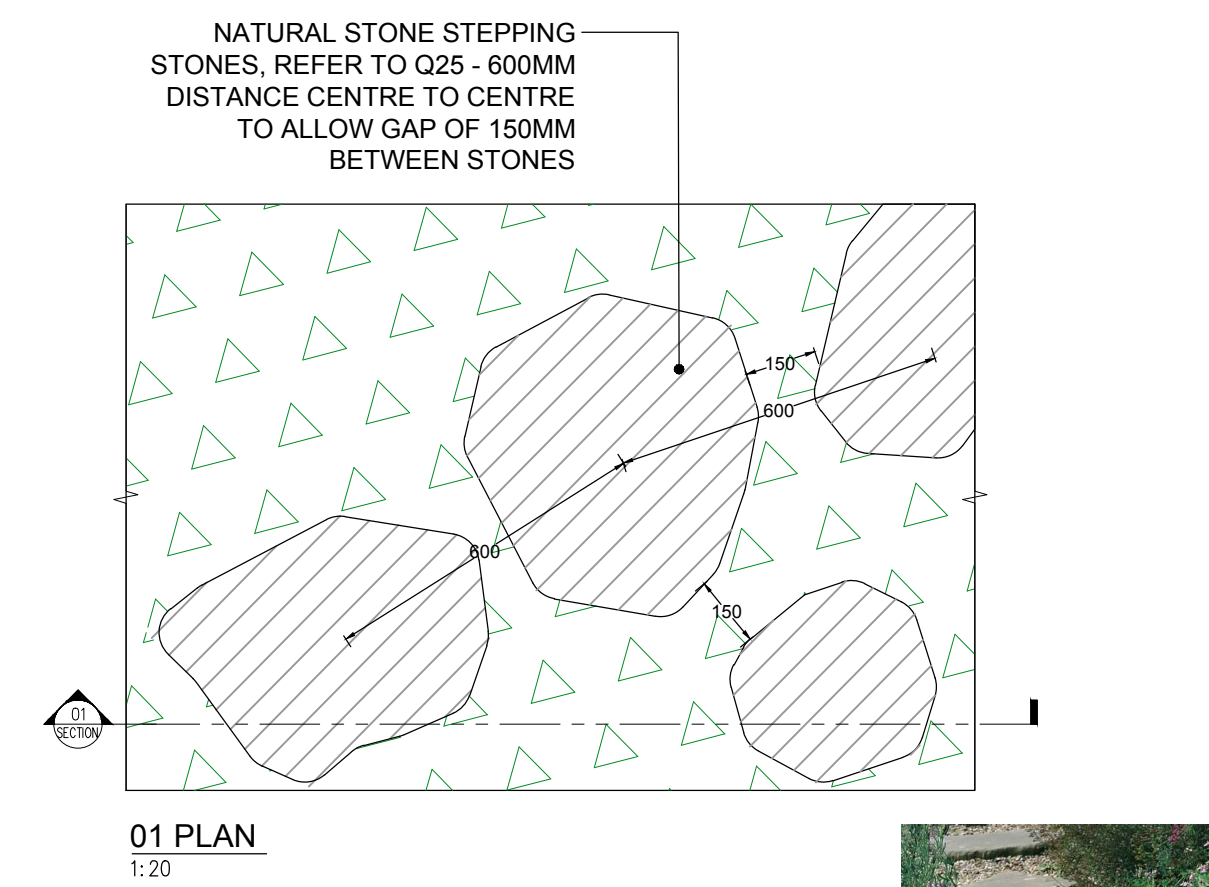 NATURAL STONE STEPPING
STONES, REFER TO Q25 - 600MM
DISTANCE CENTRE TO CENTRE
TO ALLOW GAP OF 150MM
BETWEEN STONES
150
600
600
150
01
SECTION
01 PLAN
1:20